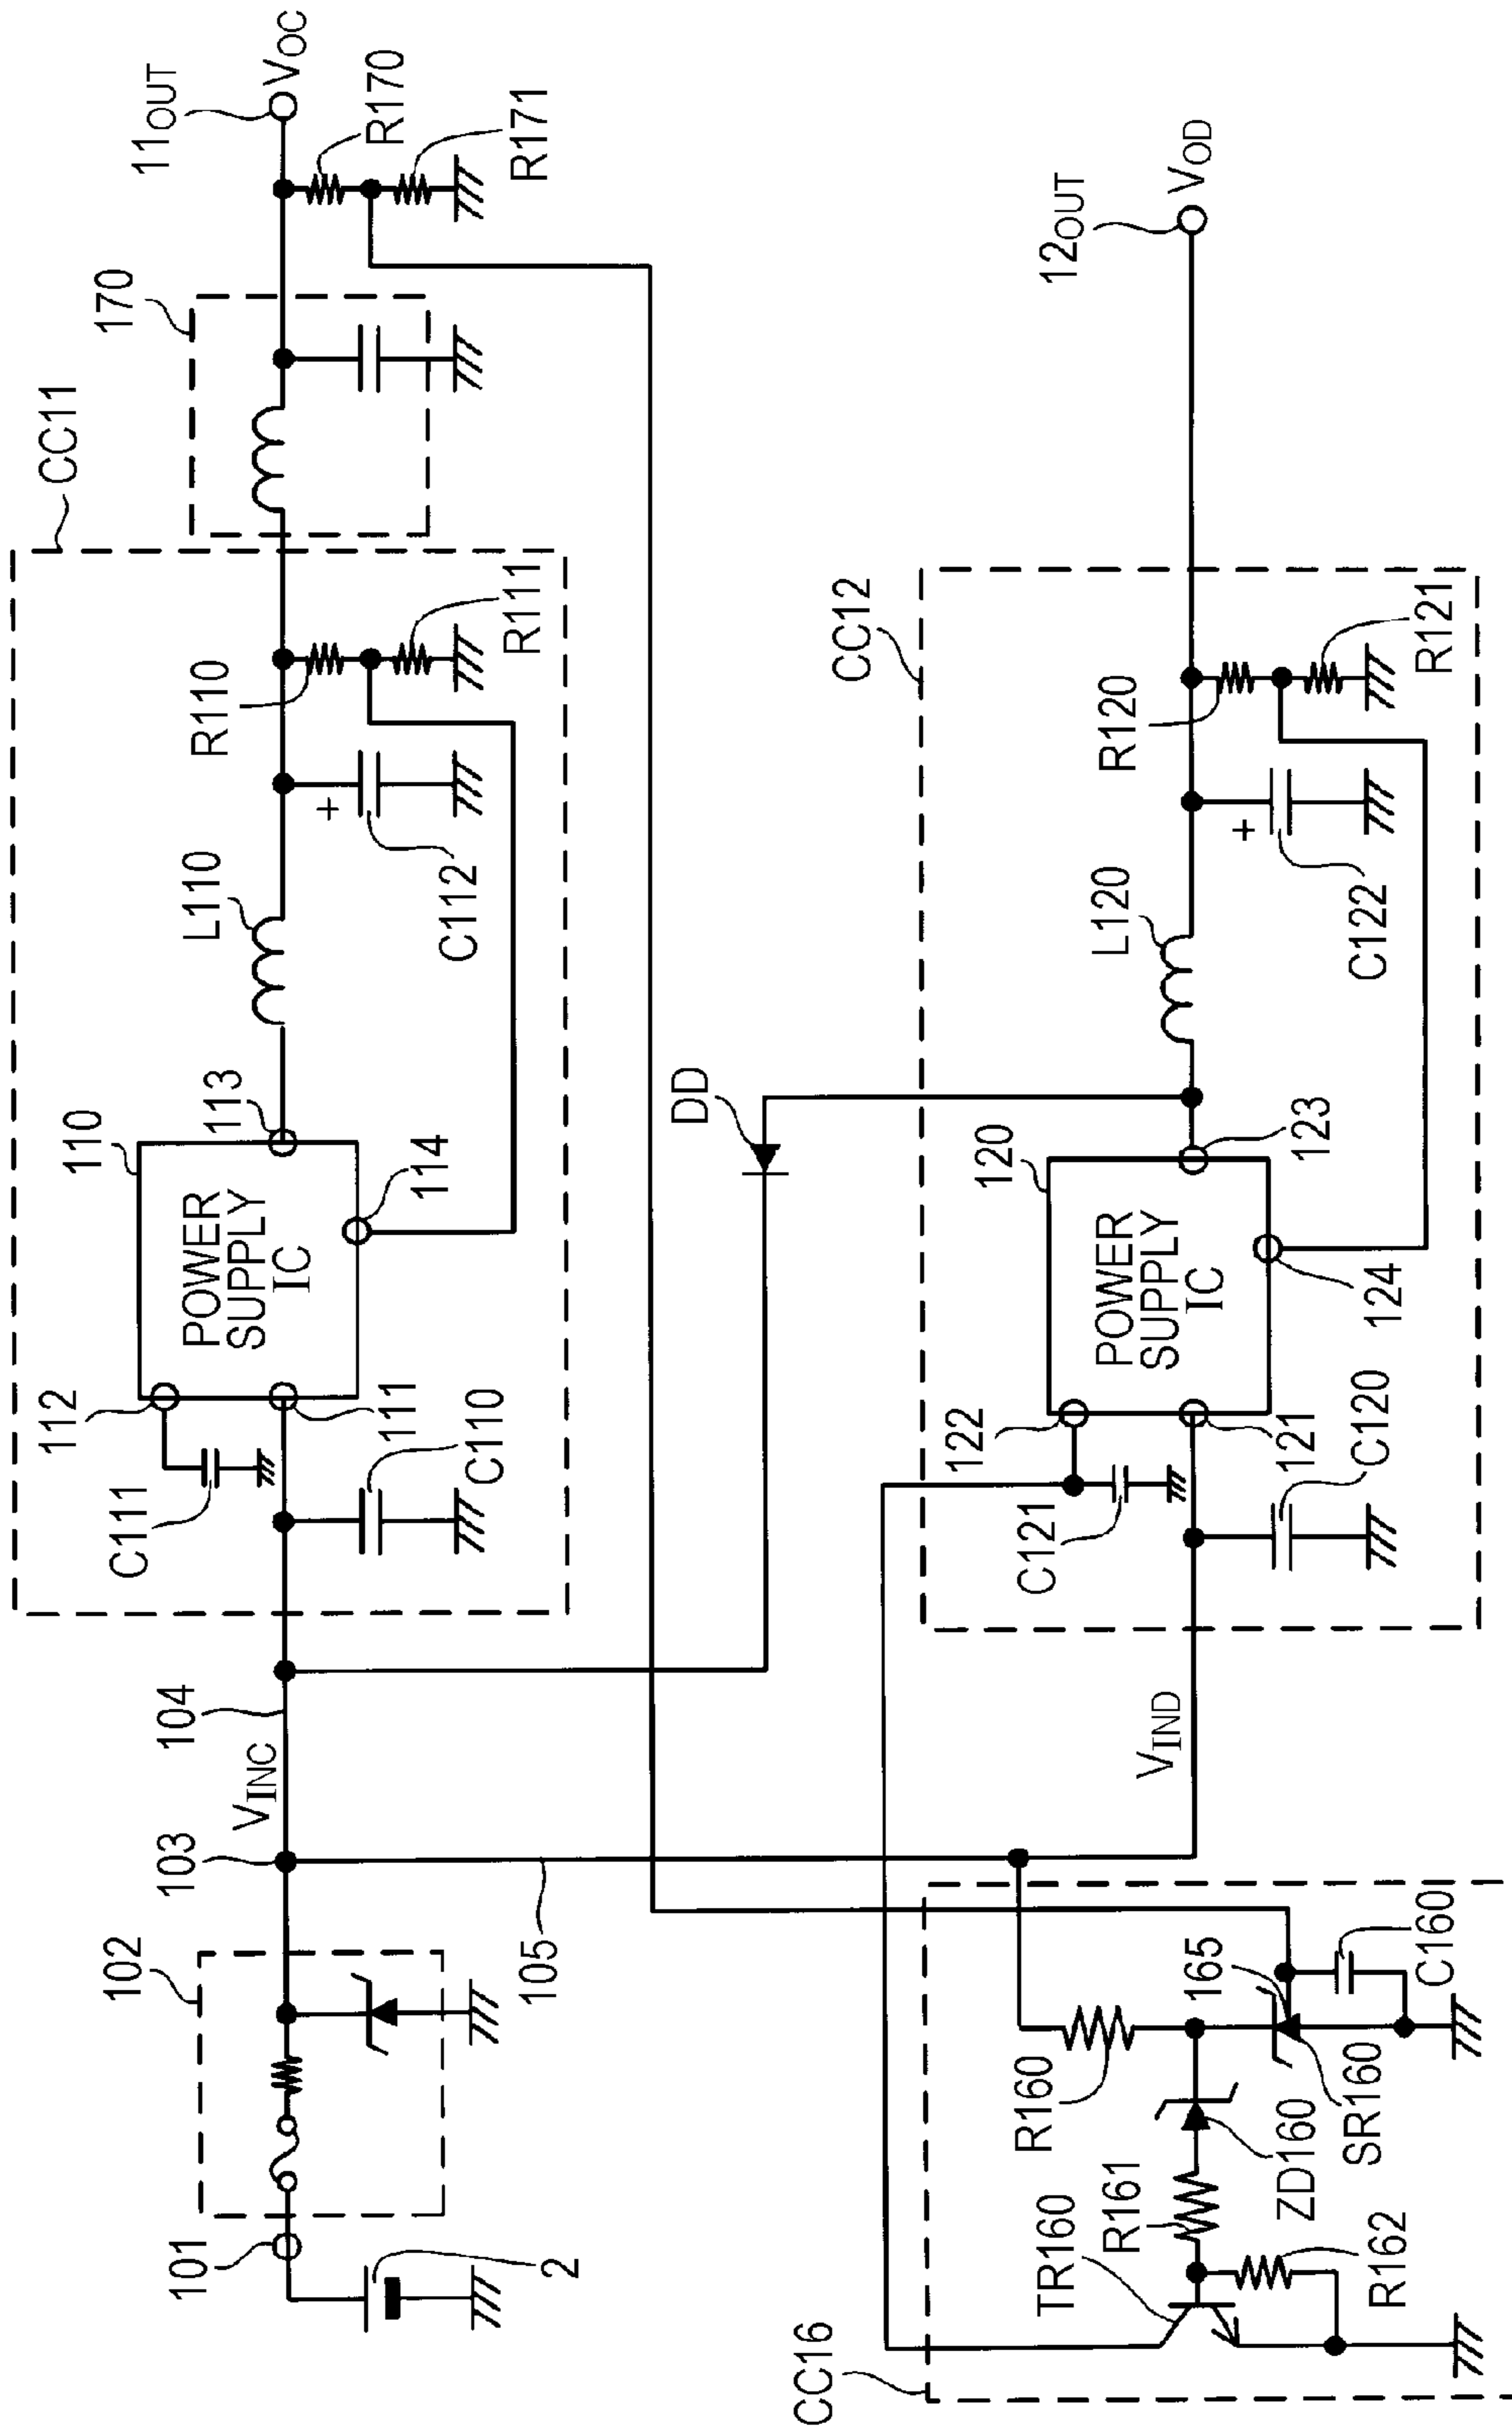 CC11
170
11OUT
VOC
R170
R171
110
112
C111
POWER
SUPPLY
IC
113
L110
R110
R111
111
C110
114
C112
102
101
2
103
VINC
104
DD
105
VIND
CC12
12OUT
VOD
120
122
C121
POWER
SUPPLY
IC
123
L120
R120
R121
121
C120
124
C122
CC16
TR160
R161
R160
165
C160
ZD160
SR160
R162
+
+